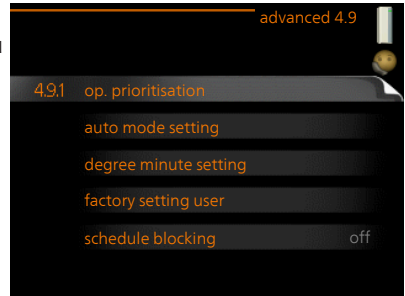 advanced 4.9
4.9.1 op. prioritisation
auto mode setting
degree minute setting
factory setting user
schedule blocking off